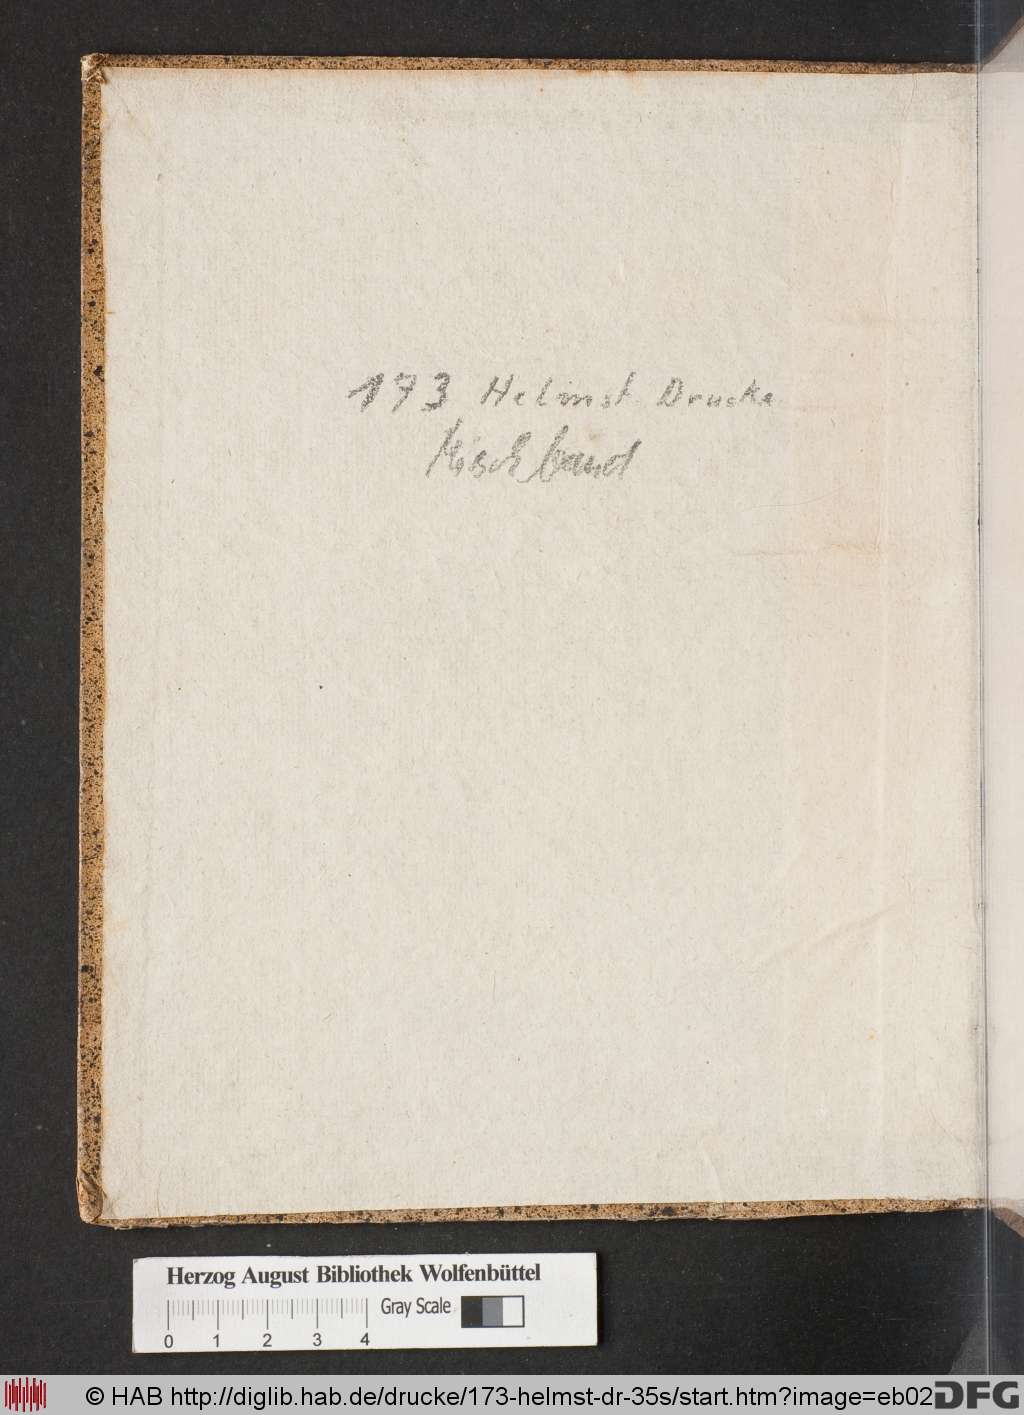 173 Helmst. Drucke
Mischband
Herzog August Bibliothek Wolfenbüttel
Gray Scale
0 1 2 3 4
© HAB http://diglib.hab.de/drucke/173-helmst-dr-35s/start.htm?image=eb02
DFG